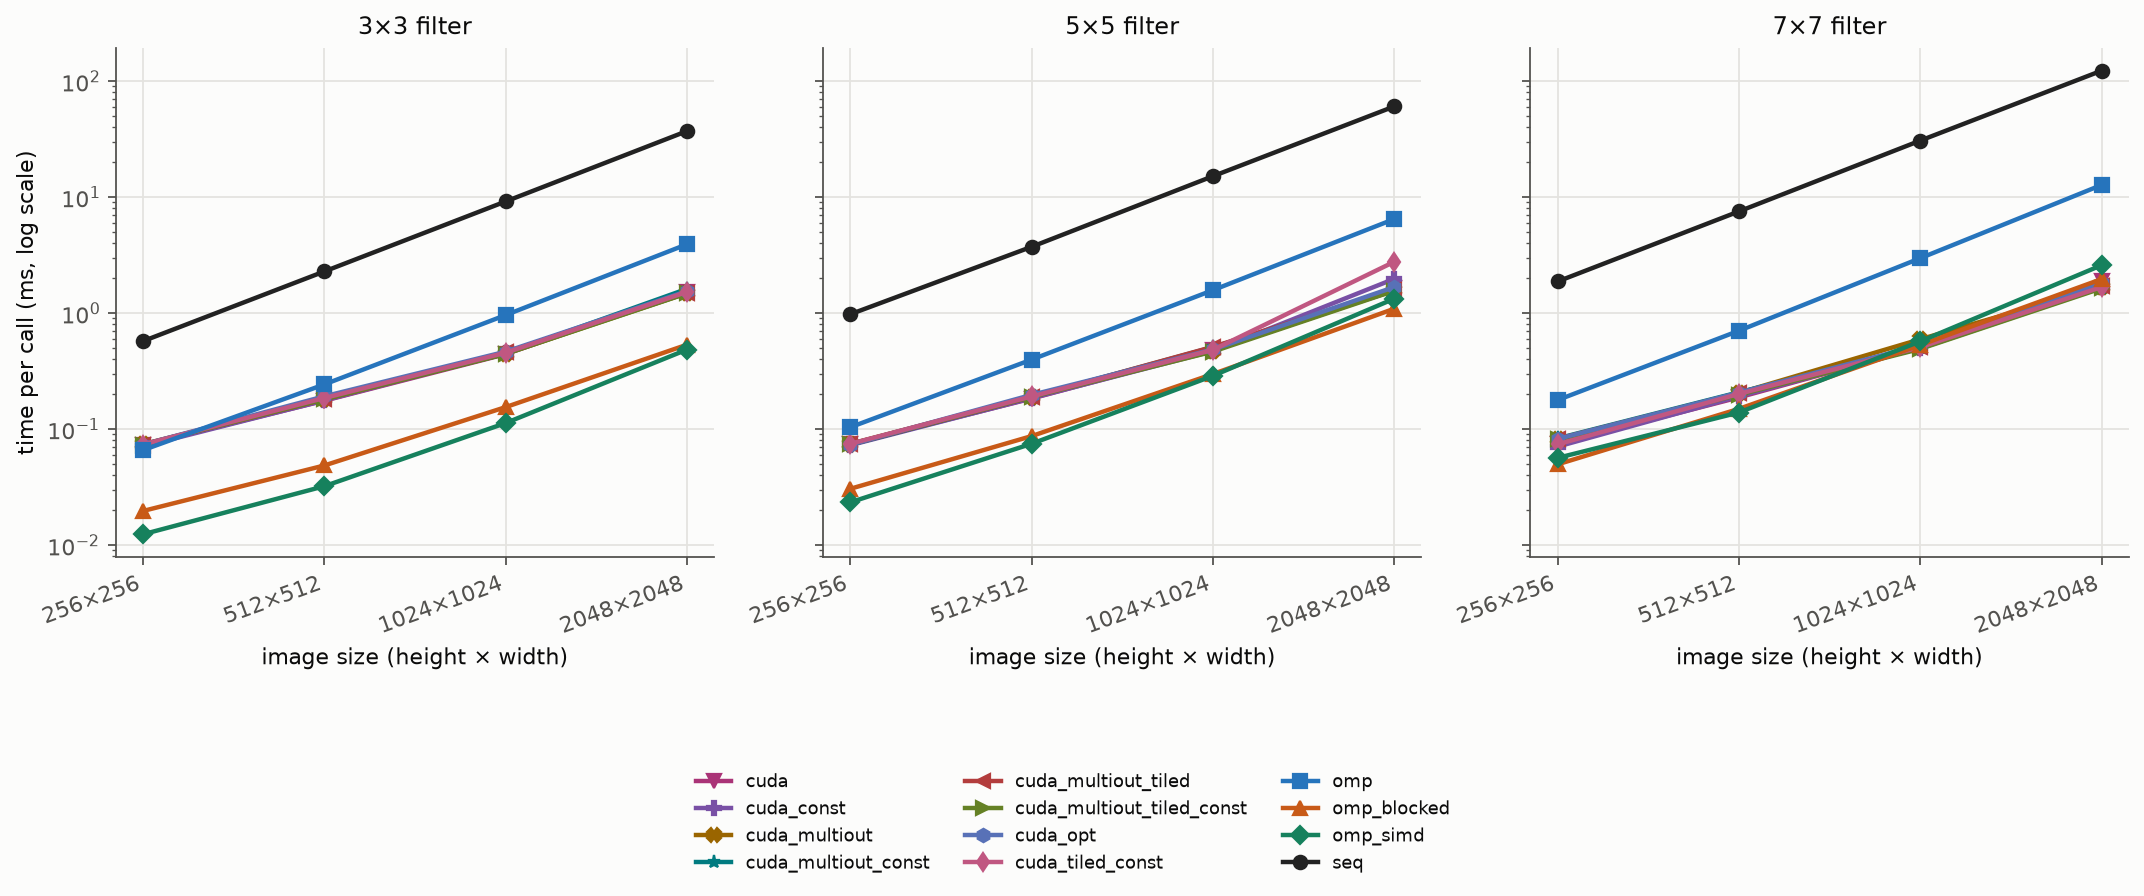 3×3 filter
5×5 filter
7×7 filter
time per call (ms, log scale)
10²
10¹
10⁰
10⁻¹
10⁻²
256×256
512×512
1024×1024
2048×2048
256×256
512×512
1024×1024
2048×2048
256×256
512×512
1024×1024
2048×2048
image size (height × width)
image size (height × width)
image size (height × width)
cuda
cuda_const
cuda_multiout
cuda_multiout_const
cuda_multiout_tiled
cuda_multiout_tiled_const
cuda_opt
cuda_tiled_const
omp
omp_blocked
omp_simd
seq